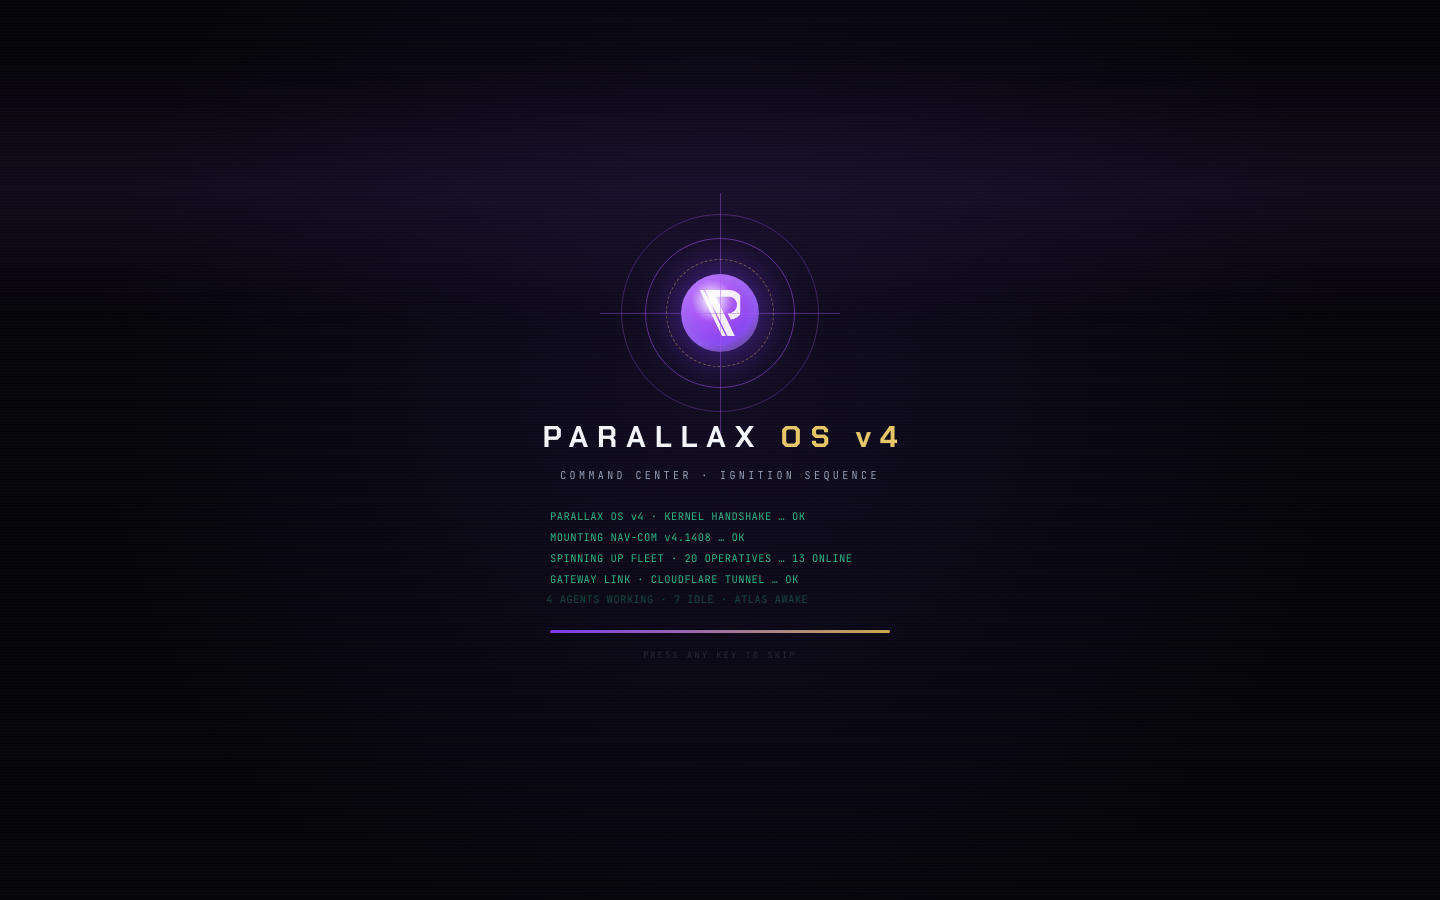 PARALLAX OS v4
COMMAND CENTER · IGNITION SEQUENCE
PARALLAX OS v4 · KERNEL HANDSHAKE … OK
MOUNTING NAV-COM v4.1408 … OK
SPINNING UP FLEET · 20 OPERATIVES … 13 ONLINE
GATEWAY LINK · CLOUDFLARE TUNNEL … OK
4 AGENTS WORKING · 7 IDLE · ATLAS AWAKE
PRESS ANY KEY TO SKIP